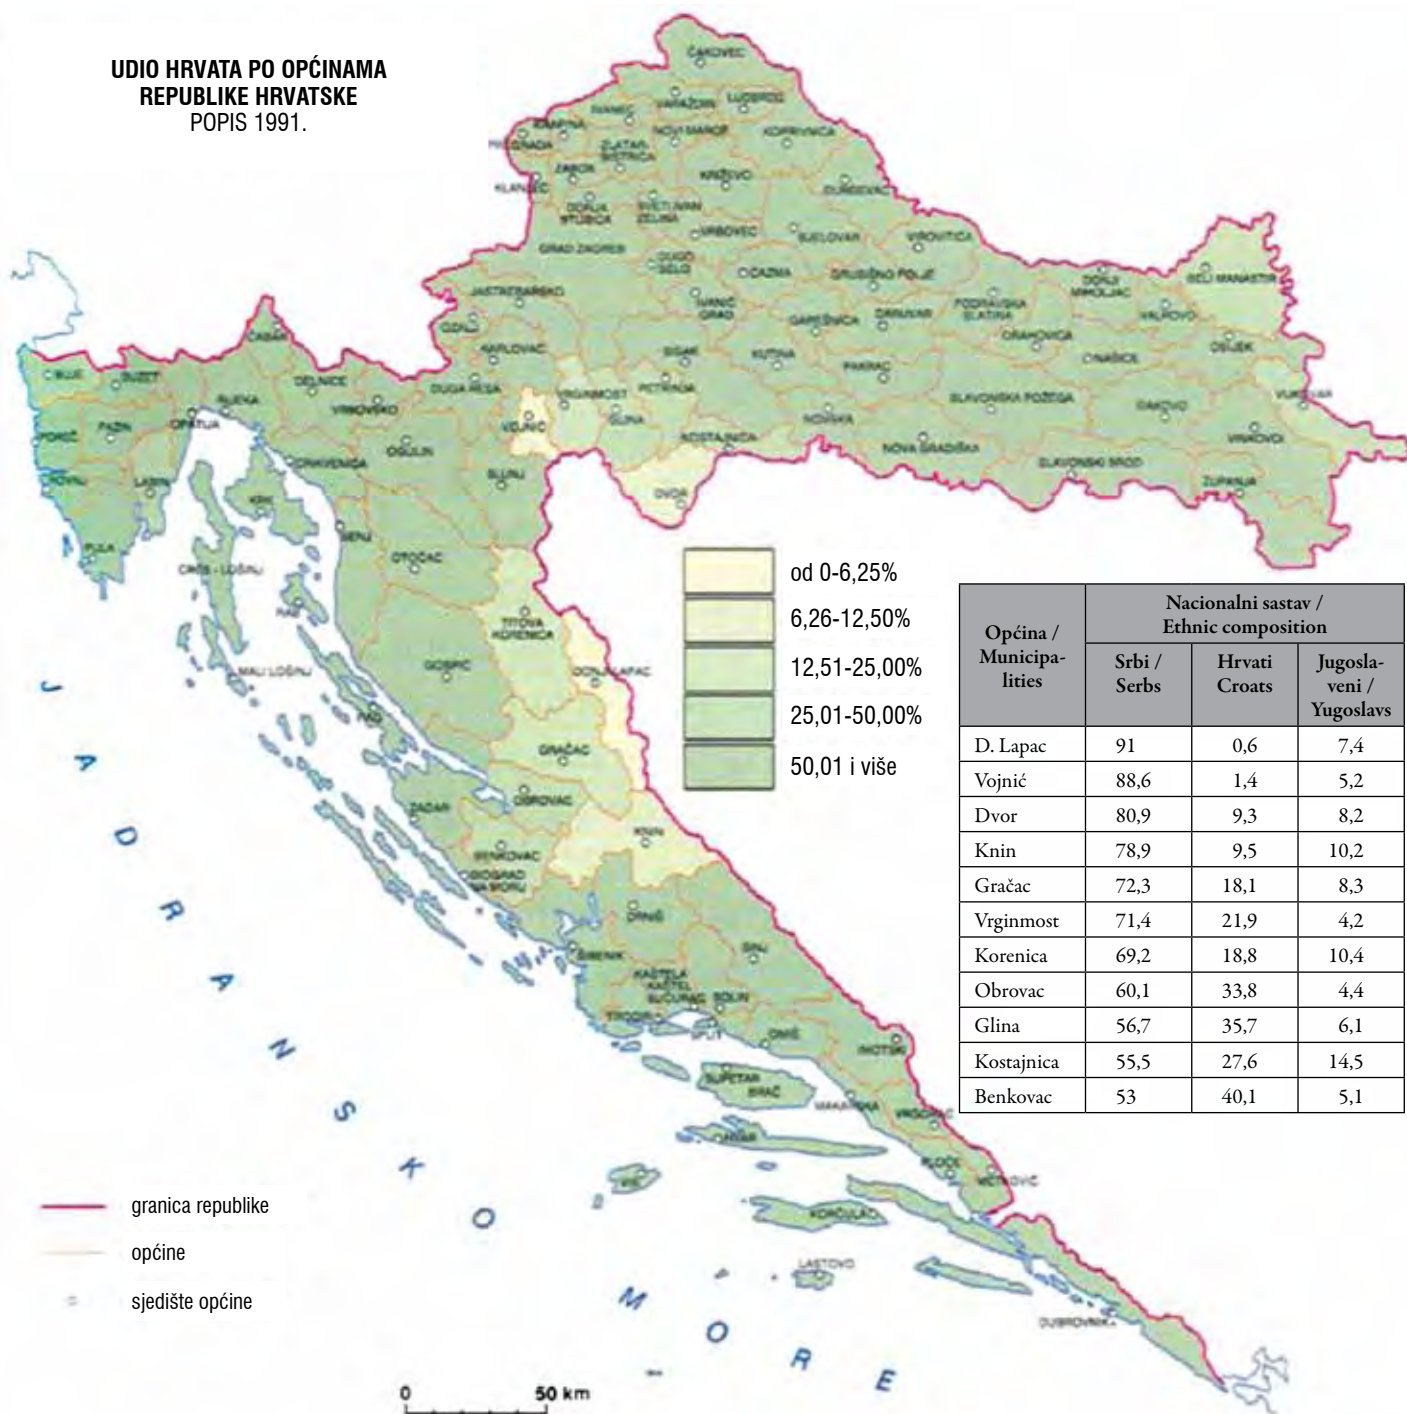 UDIO HRVATA PO OPĆINAMA
REPUBLIKE HRVATSKE
POPIS 1991.
ČAKOVEC
VARAŽDIN
LUDBREG
IVANEC
KRAPINA
NOVI MAROF
KOPRIVNICA
PREGRADA
ZLATAR-
BISTRICA
ZABOK
KLANJEC
KRIŽEVCI
ĐURĐEVAC
DONJA
STUBICA
SVETI IVAN
ZELINA
VRBOVEC
BJELOVAR
VIROVITICA
GRAD ZAGREB
DUGO
SELO
ČAZMA
GRUBIŠNO POLJE
DONJI
MIHOLJAC
BELI MANASTIR
JASTREBARSKO
IVANIĆ
GRAD
GAREŠNICA
DARUVAR
PODRAVSKA
SLATINA
VALPOVO
OZALJ
ORAHOVICA
NAŠICE
OSIJEK
ČABAR
KARLOVAC
SISAK
KUTINA
PAKRAC
BUJE
BUZET
DELNICE
DUGA RESA
VRGINMOST
PETRINJA
VUKOVAR
RIJEKA
VRBOVSKO
SLAVONSKA POŽEGA
ĐAKOVO
OPATIJA
PAZIN
POREČ
VOJNIĆ
GLINA
NOVSKA
VINKOVCI
OGULIN
KOSTAJNICA
NOVA GRADIŠKA
CRIKVENICA
SLAVONSKI BROD
ROVINJ
LABIN
SLUNJ
ŽUPANJA
KRK
DVOR
SENJ
PULA
OTOČAC
CRES - LOŠINJ
RAB
TITOVA
KORENICA
GOSPIĆ
DONJI LAPAC
MALI LOŠINJ
PAG
GRAČAC
OBROVAC
ZADAR
KNIN
BENKOVAC
BIOGRAD
NA MORU
DRNIŠ
ŠIBENIK
SINJ
KAŠTELA
KAŠTEL
SUĆURAC
SOLIN
TROGIR
SPLIT
OMIŠ
IMOTSKI
SUPETAR
BRAČ
MAKARSKA
VRGORAC
HVAR
PLOČE
METKOVIĆ
VIS
KORČULA
LASTOVO
DUBROVNIK
JADRANSKO MORE
od 0-6,25%
6,26-12,50%
12,51-25,00%
25,01-50,00%
50,01 i više
Općina /
Municipa-
lities
Nacionalni sastav /
Ethnic composition
Srbi /
Serbs
Hrvati
Croats
Jugosla-
veni /
Yugoslavs
D. Lapac 91 0,6 7,4
Vojnić 88,6 1,4 5,2
Dvor 80,9 9,3 8,2
Knin 78,9 9,5 10,2
Gračac 72,3 18,1 8,3
Vrginmost 71,4 21,9 4,2
Korenica 69,2 18,8 10,4
Obrovac 60,1 33,8 4,4
Glina 56,7 35,7 6,1
Kostajnica 55,5 27,6 14,5
Benkovac 53 40,1 5,1
granica republike
općine
sjedište općine
0 50 km